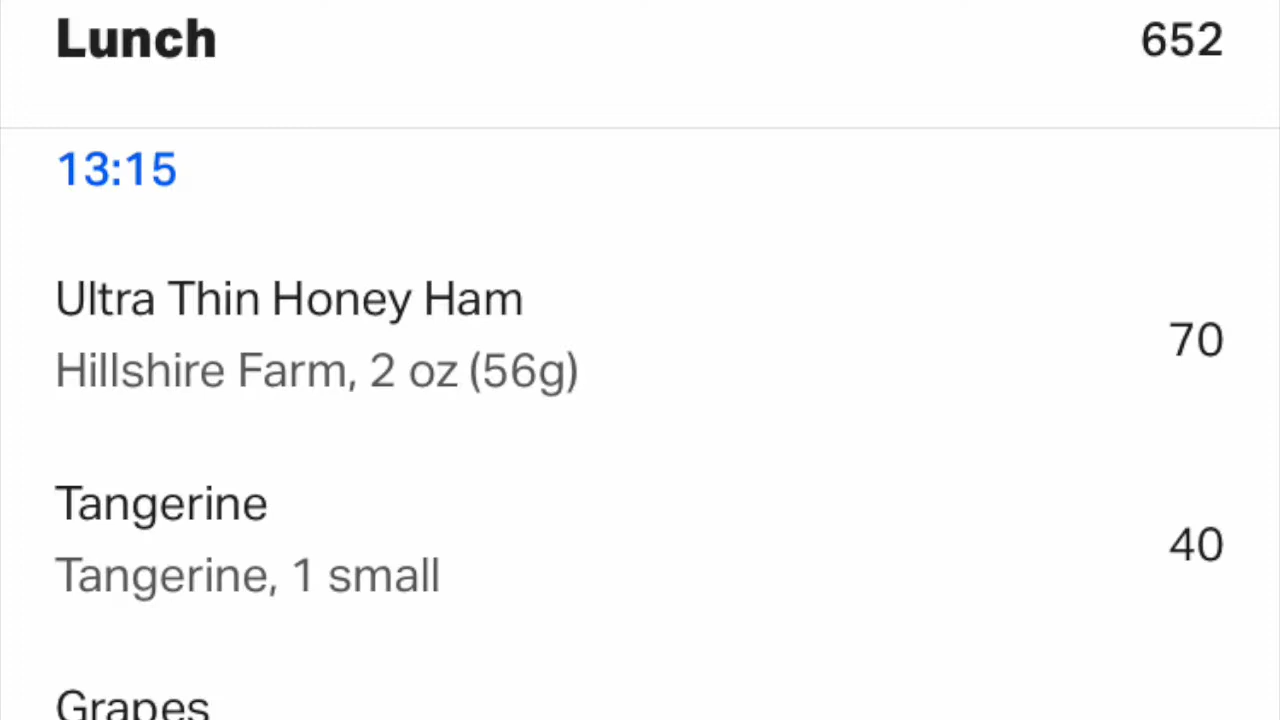 Lunch 652
13:15
Ultra Thin Honey Ham
Hillshire Farm, 2 oz (56g) 70
Tangerine
Tangerine, 1 small 40
Grapes